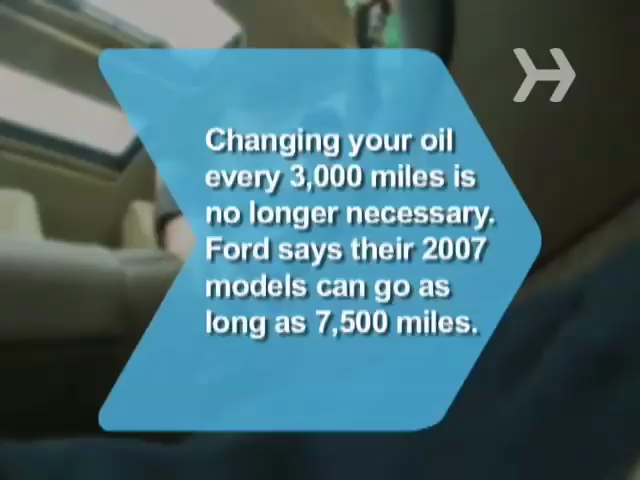 Changing your oil
every 3,000 miles is
no longer necessary.
Ford says their 2007
models can go as
long as 7,500 miles.